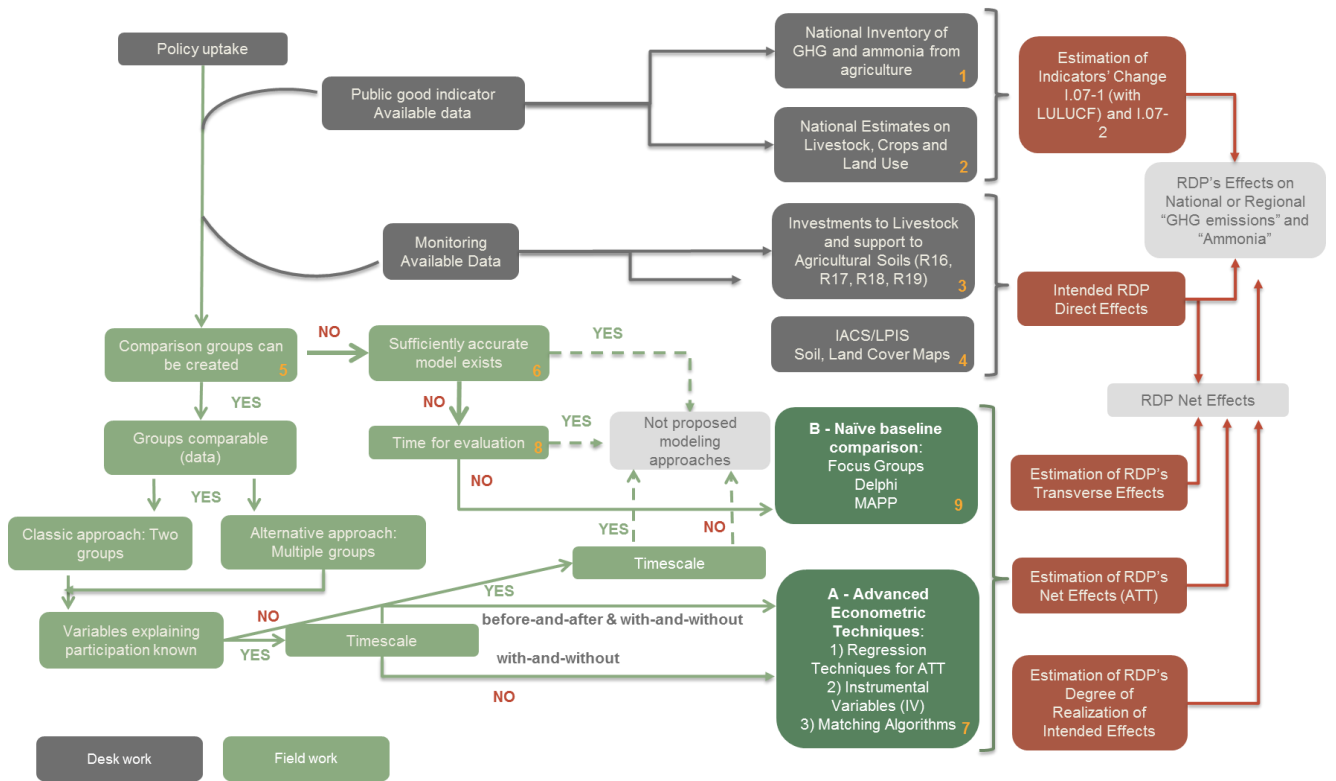 Policy uptake
Public good indicator
Available data
National Inventory of
GHG and ammonia from
agriculture
1
National Estimates on
Livestock, Crops and
Land Use
2
Estimation of
Indicators' Change
I.07-1 (with
LULUCF) and I.07-
2
RDP's Effects on
National or Regional
"GHG emissions" and
"Ammonia"
Monitoring
Available Data
Investments to Livestock
and support to
Agricultural Soils (R16,
R17, R18, R19)
3
IACS/LPIS
Soil, Land Cover Maps
4
Intended RDP
Direct Effects
RDP Net Effects
Comparison groups can
be created
5
NO
Sufficiently accurate
model exists
6
YES
YES
NO
Groups comparable
(data)
Time for evaluation
8
YES
Not proposed
modeling
approaches
NO
B - Naïve baseline
comparison:
Focus Groups
Delphi
MAPP
9
Estimation of RDP's
Transverse Effects
YES
Classic approach: Two
groups
Alternative approach:
Multiple groups
YES
NO
Timescale
YES
NO
Variables explaining
participation known
YES
Timescale
before-and-after & with-and-without
with-and-without
NO
A - Advanced
Econometric
Techniques:
1) Regression
Techniques for ATT
2) Instrumental
Variables (IV)
3) Matching Algorithms
7
Estimation of RDP's
Net Effects (ATT)
Estimation of RDP's
Degree of
Realization of
Intended Effects
Desk work
Field work